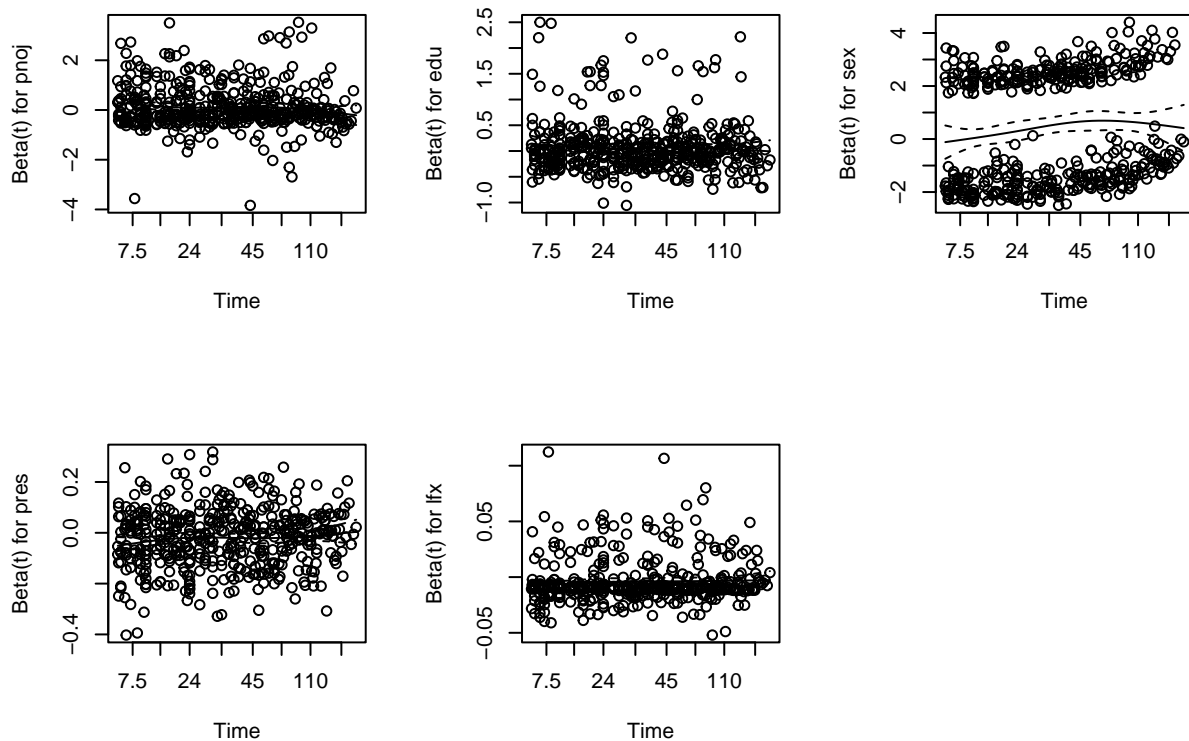 Beta(t) for pnoj
2
0
−2
−4
7.5 24 45 110
Time
Beta(t) for edu
2.5
1.5
0.5
−1.0
7.5 24 45 110
Time
Beta(t) for sex
4
2
0
−2
7.5 24 45 110
Time
Beta(t) for pres
0.2
0.0
−0.4
7.5 24 45 110
Time
Beta(t) for lfx
0.05
−0.05
7.5 24 45 110
Time